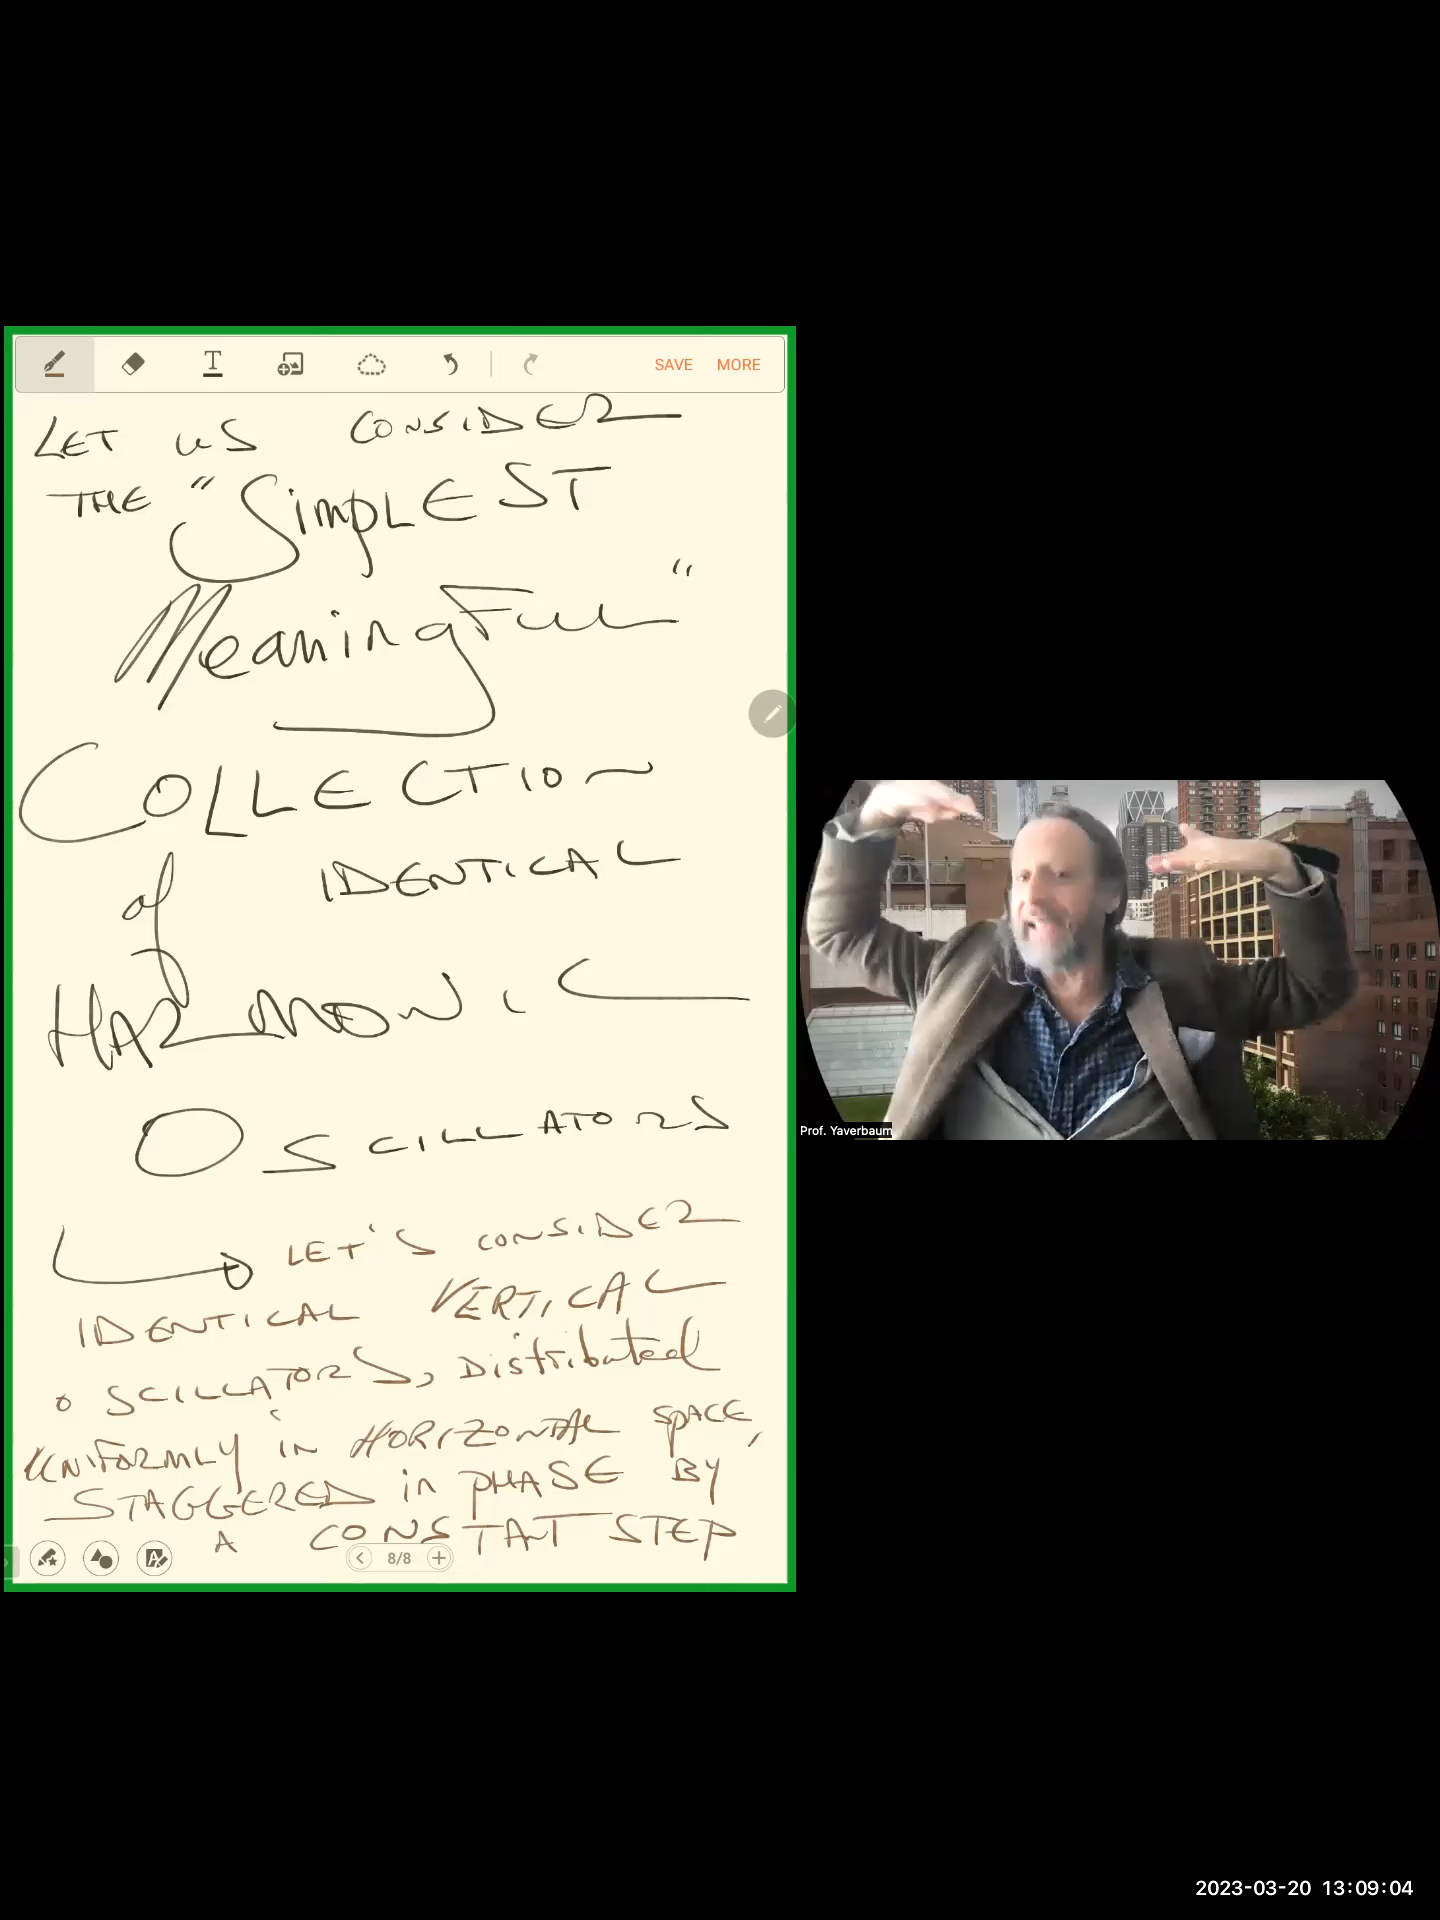 SAVE MORE
LET US CONSIDER
THE "SIMPLEST
MEANINGFUL"
COLLECTION
of IDENTICAL
HARMONIC
OSCILLATORS
LET'S CONSIDER
IDENTICAL VERTICAL
OSCILLATORS, Distributed
UNIFORMLY in HORIZONTAL SPACE,
STAGGERED in PHASE BY
A CONSTANT STEP
8/8
Prof. Yaverbaum
2023-03-20 13:09:04